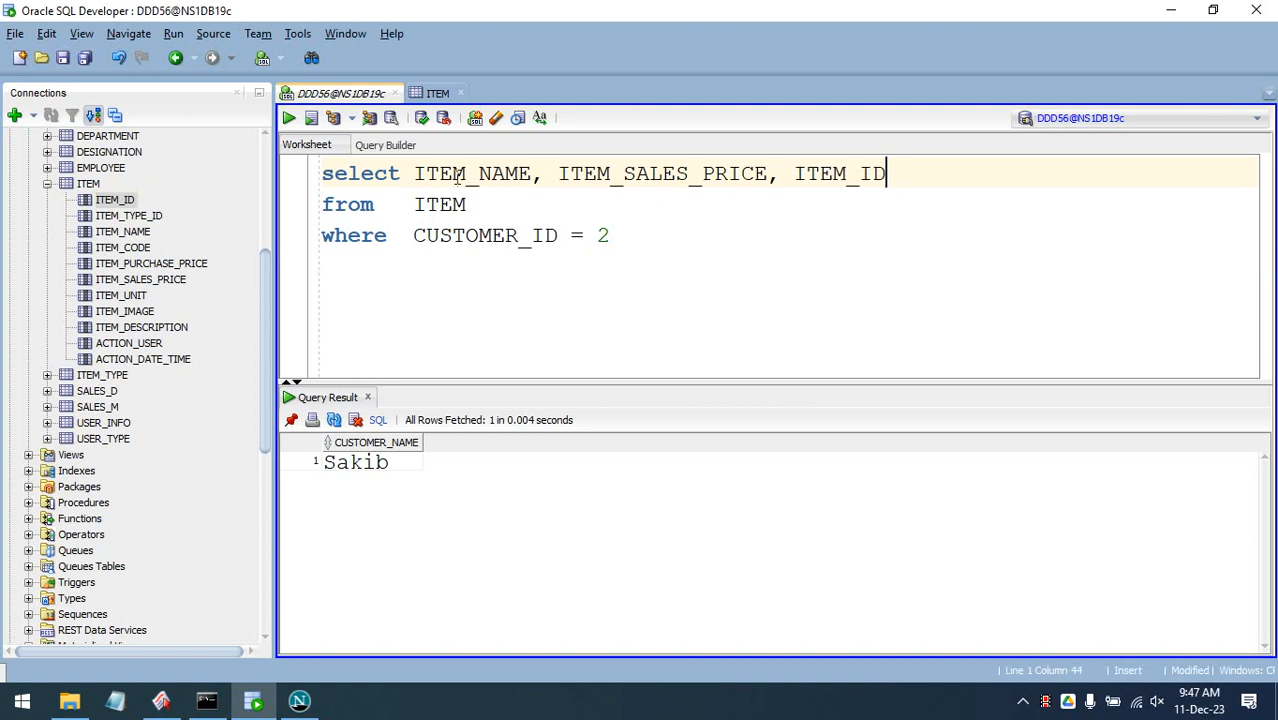 Oracle SQL Developer: DDD56@NS1DB19c
File Edit View Navigate Run Source Team Tools Window Help
Connections
DDD56@NS1DB19c
ITEM
DDD56@NS1DB19c
Worksheet
Query Builder
select ITEM_NAME, ITEM_SALES_PRICE, ITEM_ID
from ITEM
where CUSTOMER_ID = 2
DEPARTMENT
DESIGNATION
EMPLOYEE
ITEM
ITEM_ID
ITEM_TYPE_ID
ITEM_NAME
ITEM_CODE
ITEM_PURCHASE_PRICE
ITEM_SALES_PRICE
ITEM_UNIT
ITEM_IMAGE
ITEM_DESCRIPTION
ACTION_USER
ACTION_DATE_TIME
ITEM_TYPE
SALES_D
SALES_M
USER_INFO
USER_TYPE
Views
Indexes
Packages
Procedures
Functions
Operators
Queues
Queues Tables
Triggers
Types
Sequences
REST Data Services
Query Result
SQL
All Rows Fetched: 1 in 0.004 seconds
CUSTOMER_NAME
1 Sakib
Line 1 Column 44
Insert
Modified
Windows:
9:47 AM
11-Dec-23